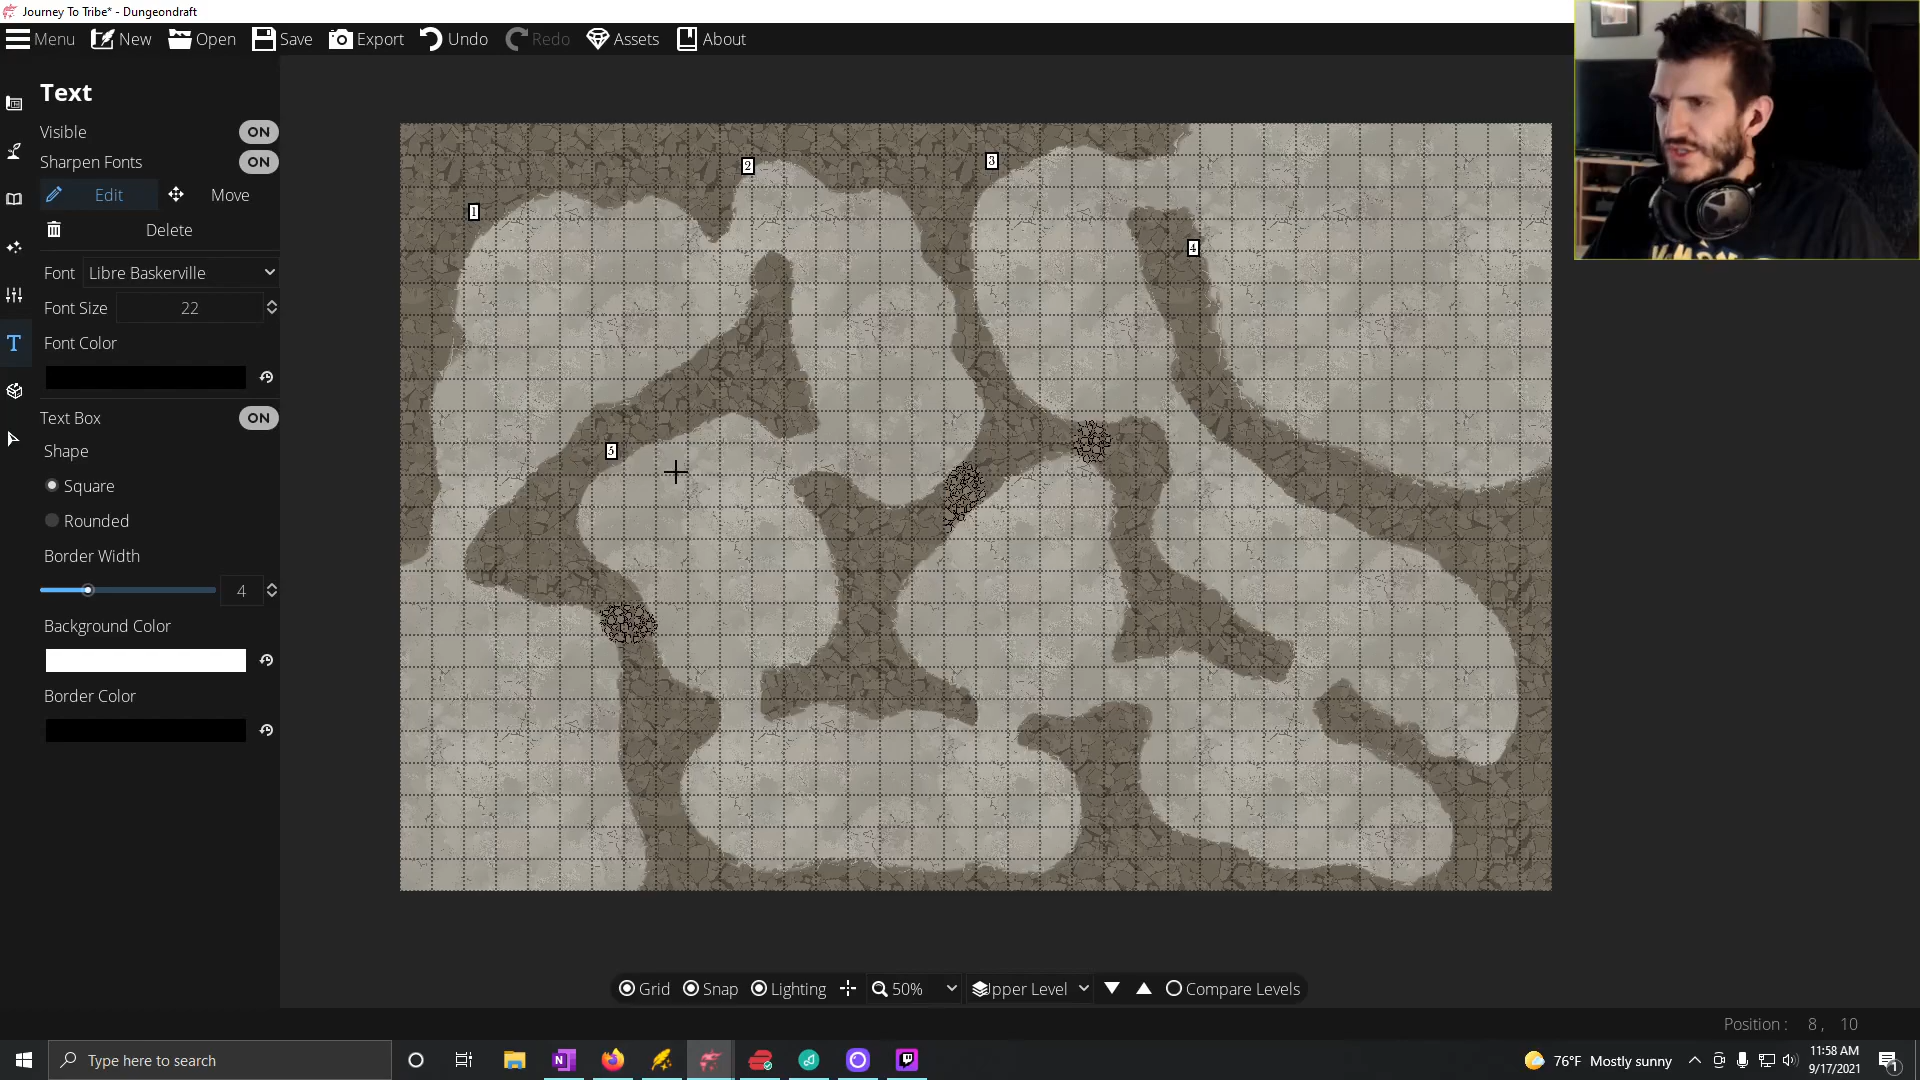 Journey To Tribe* - Dungeondraft
Menu New Open Save Export Undo Redo Assets About
Text
Visible ON
Sharpen Fonts ON
Edit Move
Delete
Font Libre Baskerville
Font Size 22
Font Color
Text Box ON
Shape
Square
Rounded
Border Width
4
Background Color
Border Color
1
2
3
4
5
Grid Snap Lighting 50% Upper Level Compare Levels
Position : 8 , 10
Type here to search
76°F Mostly sunny
11:58 AM
9/17/2021
1